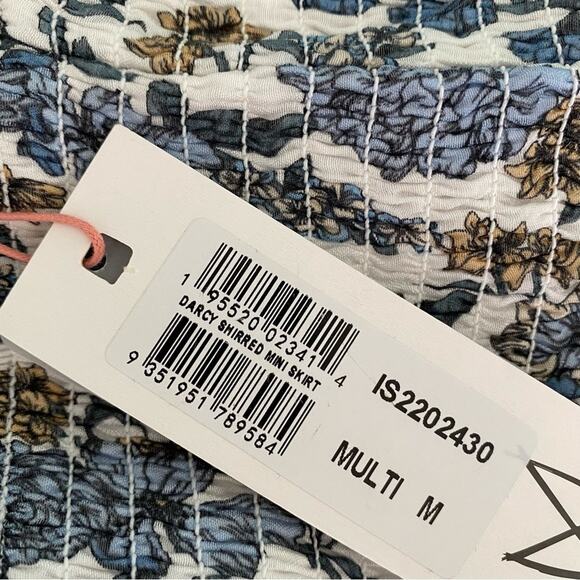 1 95520 02341 4
DARCY SHIRRED MINI SKIRT
9 351951 789584
IS2202430
MULTI M